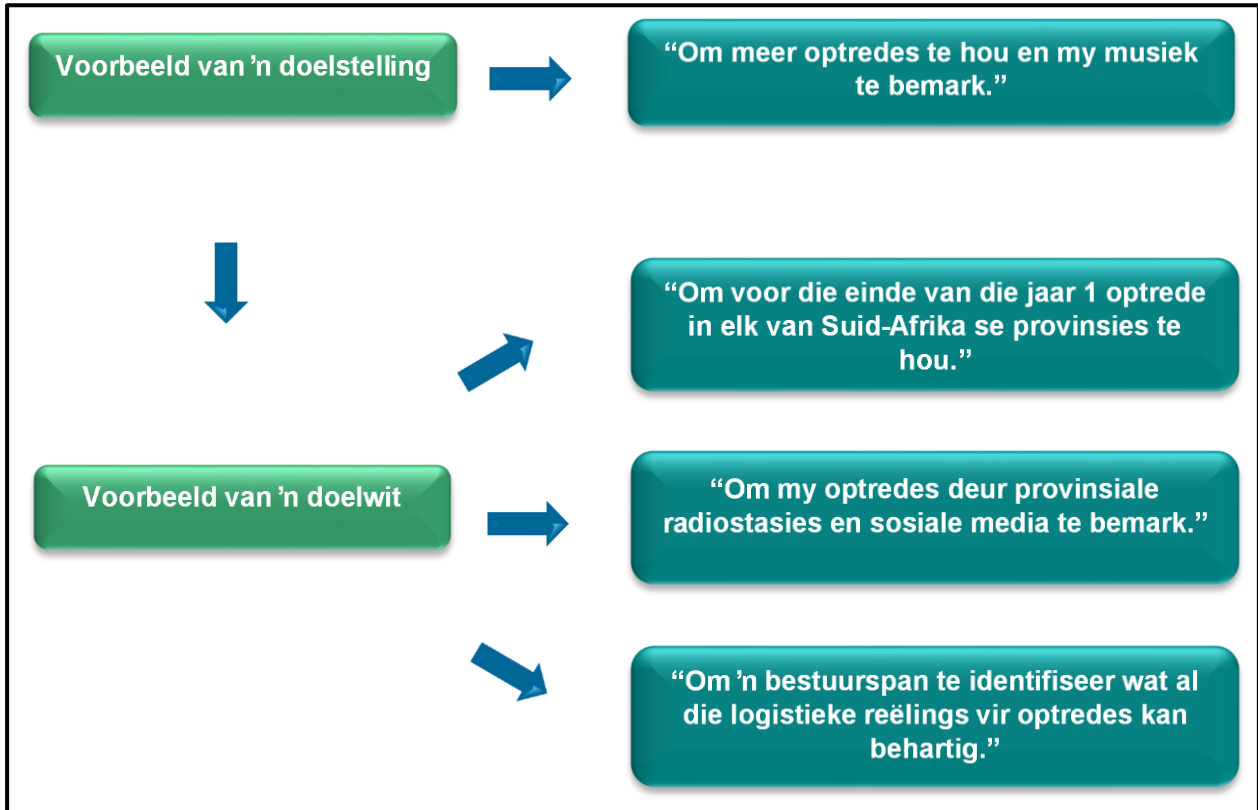 Voorbeeld van 'n doelstelling
“Om meer optredes te hou en my musiek
te bemark.”
“Om voor die einde van die jaar 1 optrede
in elk van Suid-Afrika se provinsies te
hou.”
Voorbeeld van 'n doelwit
“Om my optredes deur provinsiale
radiostasies en sosiale media te bemark.”
“Om 'n bestuurspan te identifiseer wat al
die logistieke reëlings vir optredes kan
behartig.”